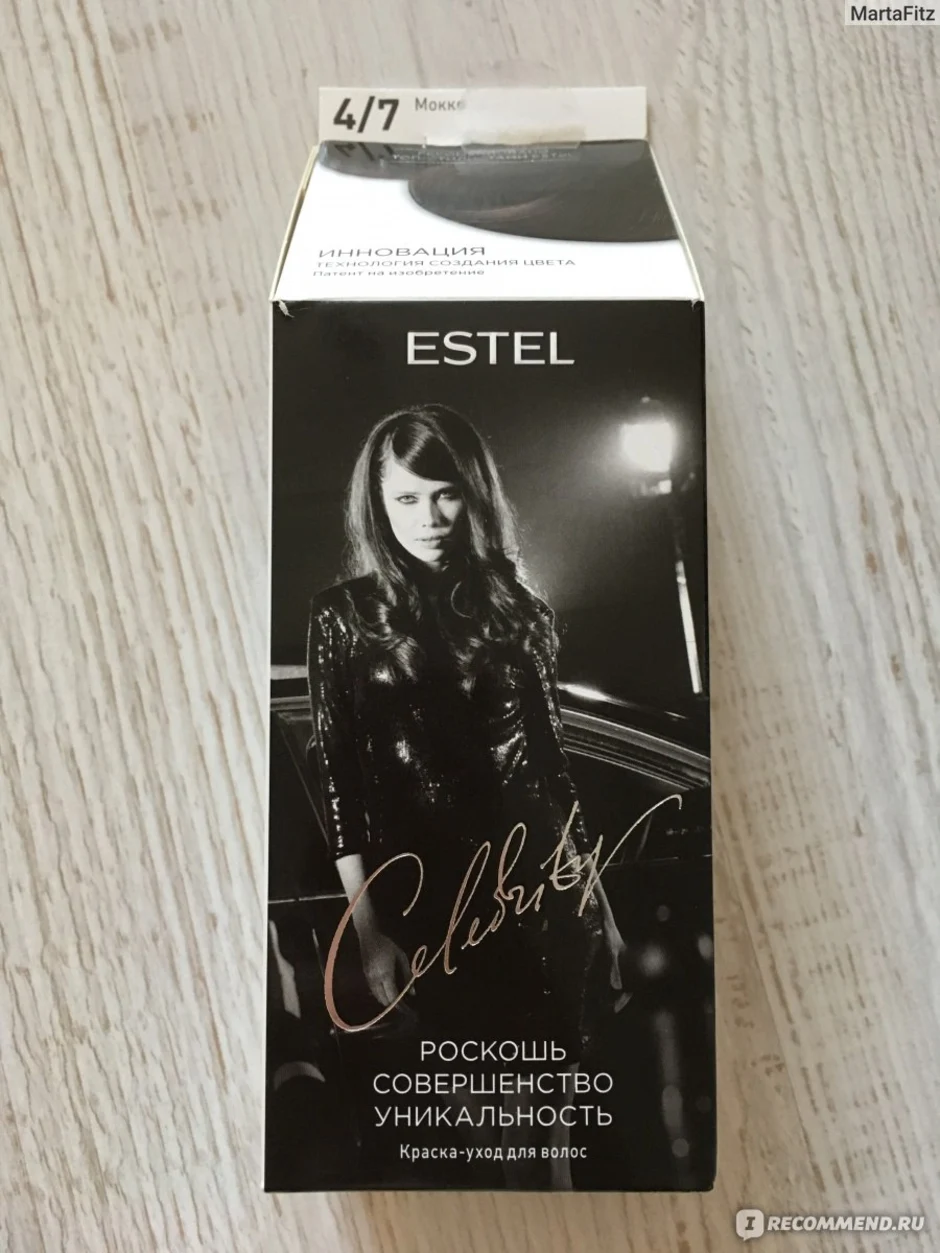 MartaFitz
4/7
ИННОВАЦИЯ
ТЕХНОЛОГИЯ СОЗДАНИЯ ЦВЕТА
Патент на изобретение
ESTEL
Celebrity
РОСКОШЬ
СОВЕРШЕНСТВО
УНИКАЛЬНОСТЬ
Краска-уход для волос
IRECOMMEND.RU